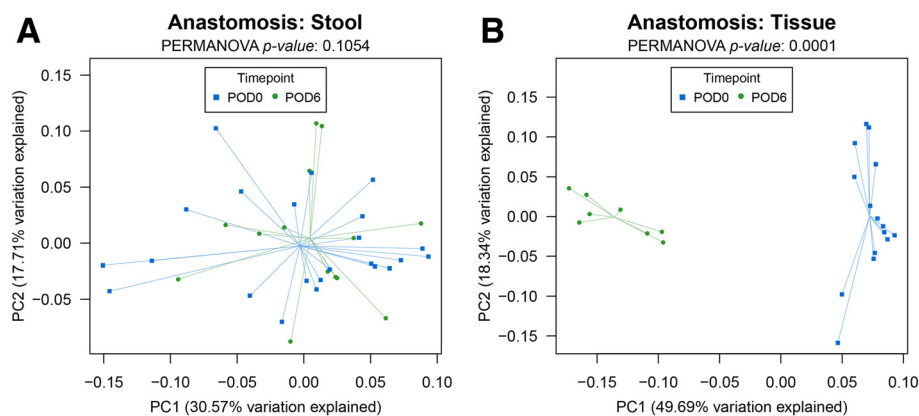 A
Anastomosis: Stool
PERMANOVA p-value: 0.1054
Timepoint
POD0 POD6
0.15
0.10
0.05
0.00
−0.05
PC2 (17.71% variation explained)
−0.15 −0.10 −0.05 0.00 0.05 0.10
PC1 (30.57% variation explained)
B
Anastomosis: Tissue
PERMANOVA p-value: 0.0001
Timepoint
POD0 POD6
0.15
0.10
0.05
0.00
−0.05
−0.10
−0.15
PC2 (18.34% variation explained)
−0.15 −0.10 −0.05 0.00 0.05 0.10
PC1 (49.69% variation explained)